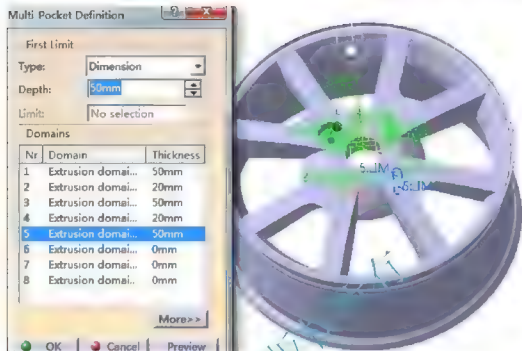 Multi Pocket Definition
First Limit
Type: Dimension
Depth: 50mm
Limit: No selection
Domains
Nr Domain Thickness
1 Extrusion domai... 50mm
2 Extrusion domai... 20mm
3 Extrusion domai... 50mm
4 Extrusion domai... 20mm
5 Extrusion domai... 50mm
6 Extrusion domai... 0mm
7 Extrusion domai... 0mm
8 Extrusion domai... 0mm
More>>
OK Cancel Preview